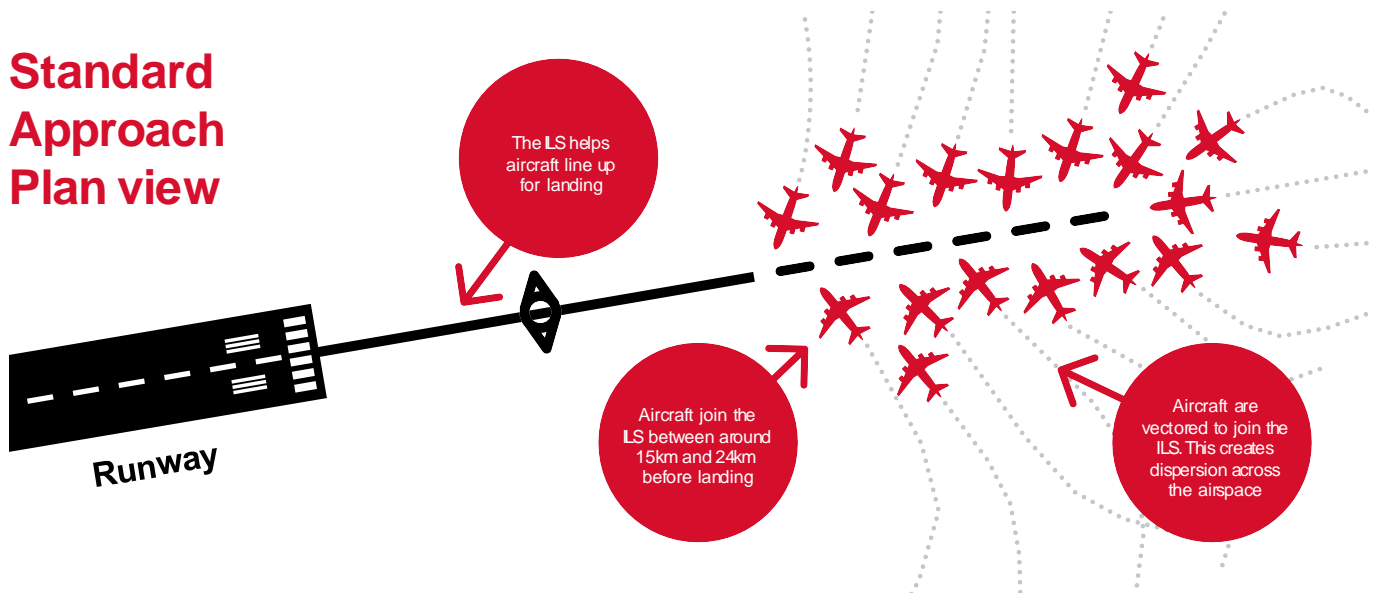 Standard
Approach
Plan view
The ILS helps
aircraft line up
for landing
Aircraft join the
ILS between around
15km and 24km
before landing
Aircraft are
vectored to join the
ILS. This creates
dispersion across
the airspace
Runway